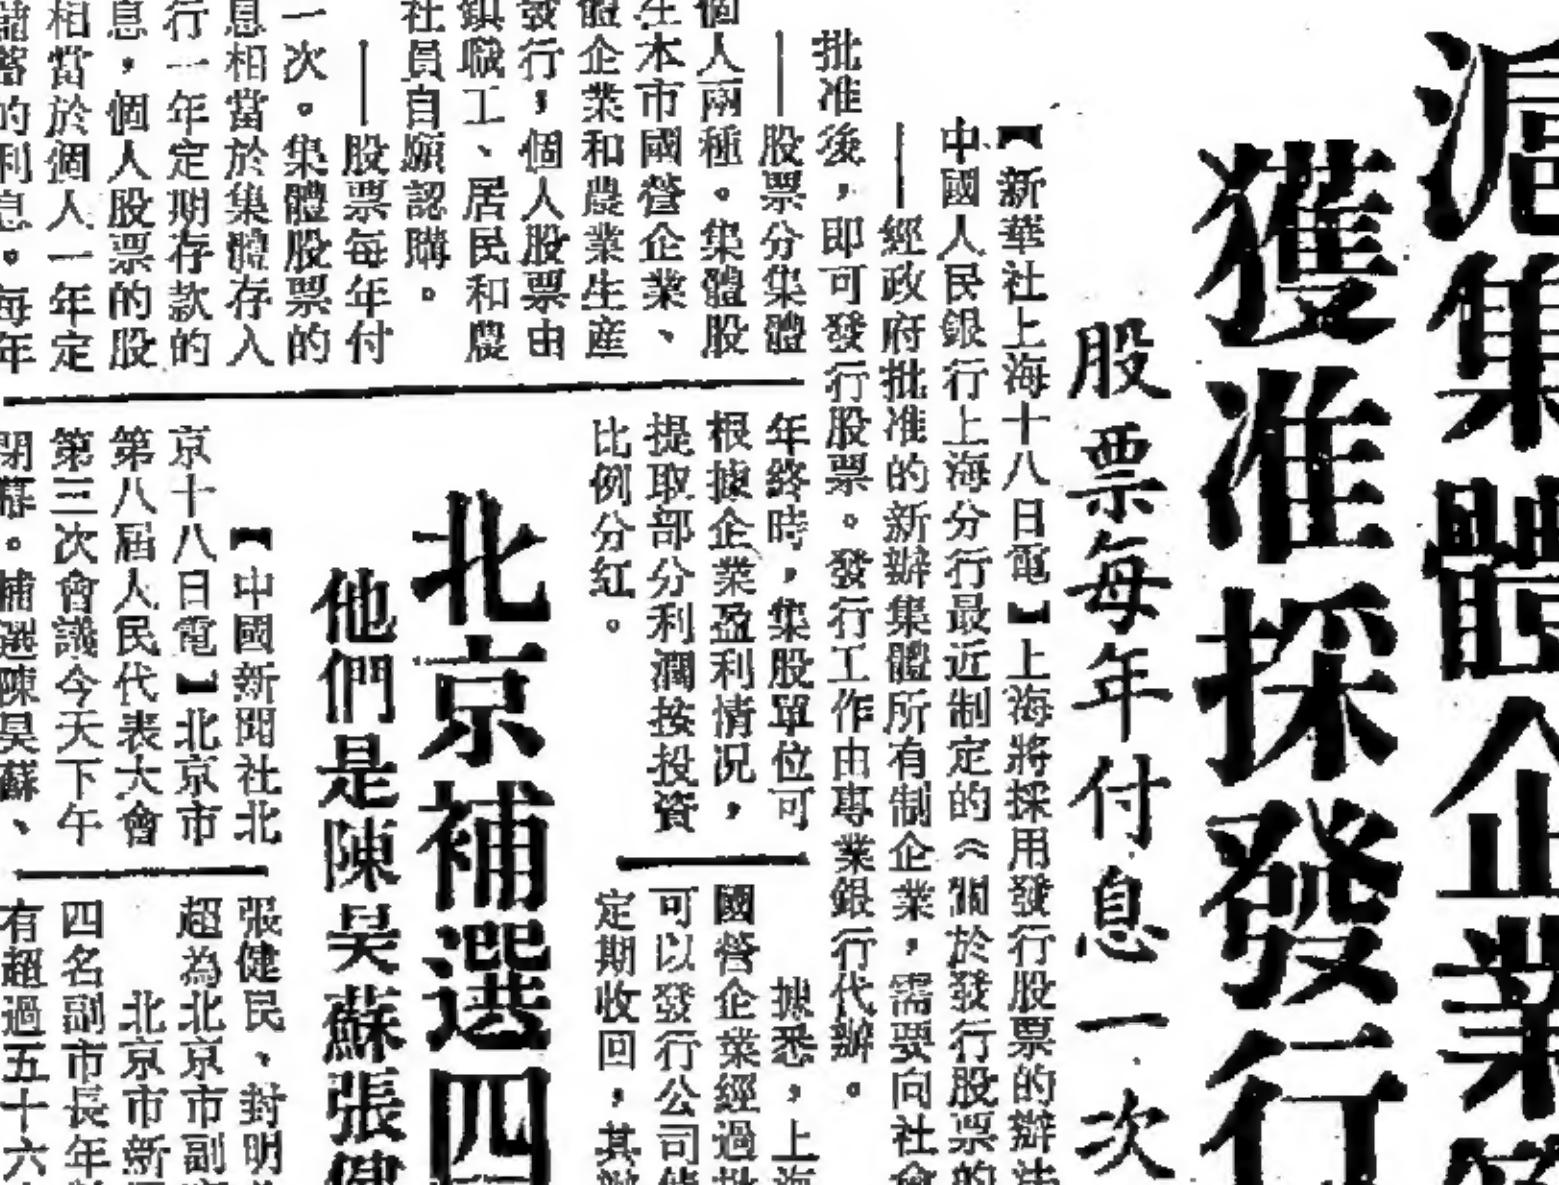 滬集體企業
獲准採發行
股票每年付息一次
【新華社上海十八日電】上海將採用發行股票的辦法
中國人民銀行上海分行最近制定的《關於發行股票的
——經政府批准的新辦集體所有制企業，需要向社會
批准後，即可發行股票。發行工作由專業銀行代辦。
——股票分集體
個人兩種。集體股
生本市國營企業、
體企業和農業生産
發行，個人股票由
鎮職工、居民和農
社員自願認購。
——股票每年付
一次。集體股票的
息相當於集體存入
行一年定期存款的
息，個人股票的股
相當於個人一年定
儲蓄的利息。每年
年終時，集股單位可
根據企業盈利情况，
提取部分利潤按投資
比例分紅。
據悉，上海
國營企業經過批
可以發行公司債
定期收回，其辦
北京補選四
他們是陳昊蘇張健
【中國新聞社北
京十八日電】北京市
第八屆人民代表大會
第三次會議今天下午
閉幕。補選陳昊蘇、
張健民、封明
超為北京市副
北京市新
四名副市長年
有超過五十六